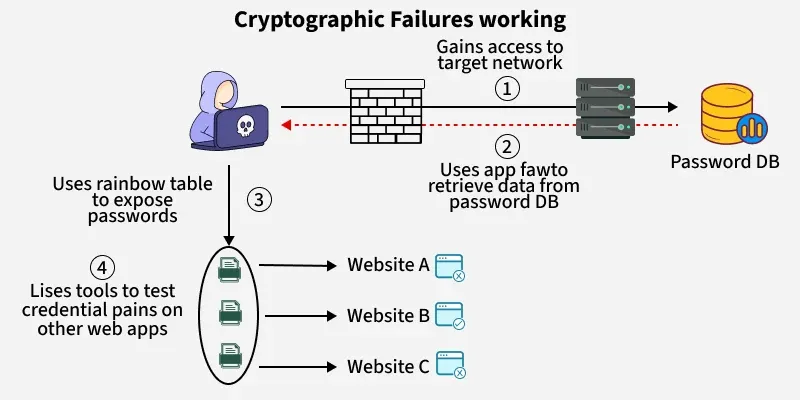 Cryptographic Failures working
Gains access to
target network
1
2
Uses app fawto
retrieve data from
password DB
Password DB
Uses rainbow table
to expose
passwords
3
4
Lises tools to test
credential pains on
other web apps
Website A
Website B
Website C